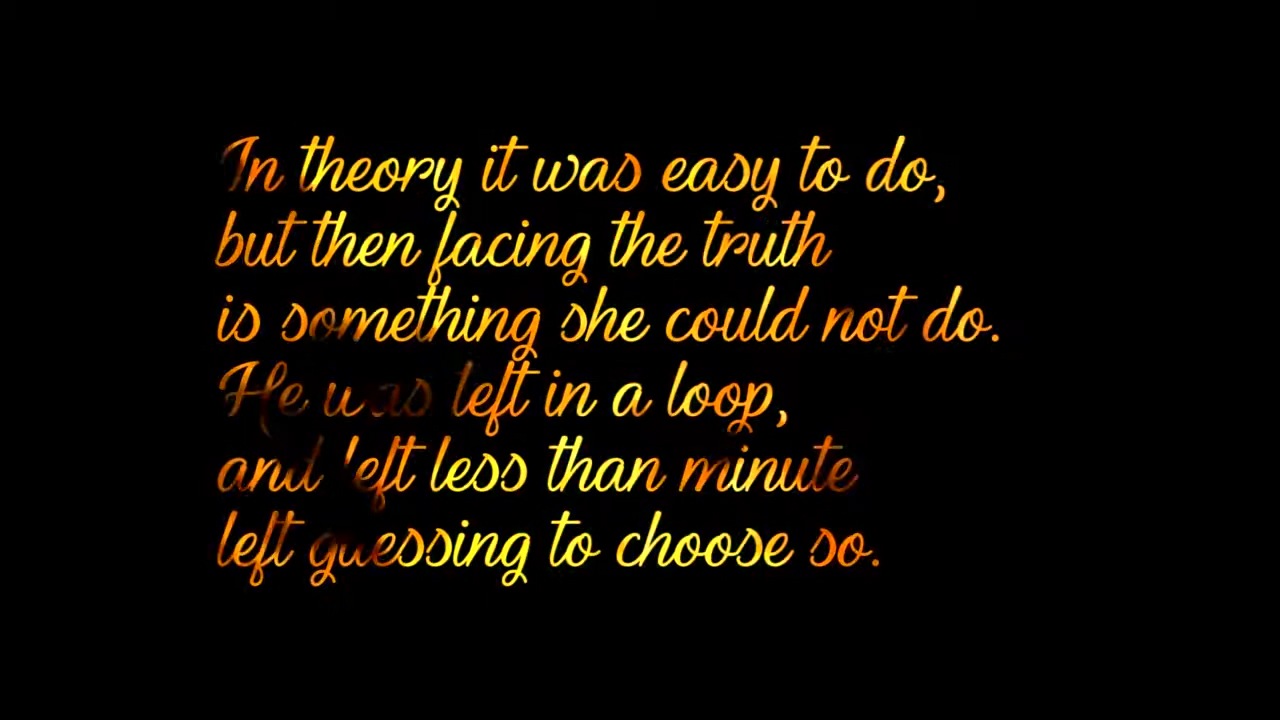 In theory it was easy to do,
but then facing the truth
is something she could not do.
He was left in a loop,
and left less than minute
left guessing to choose so.